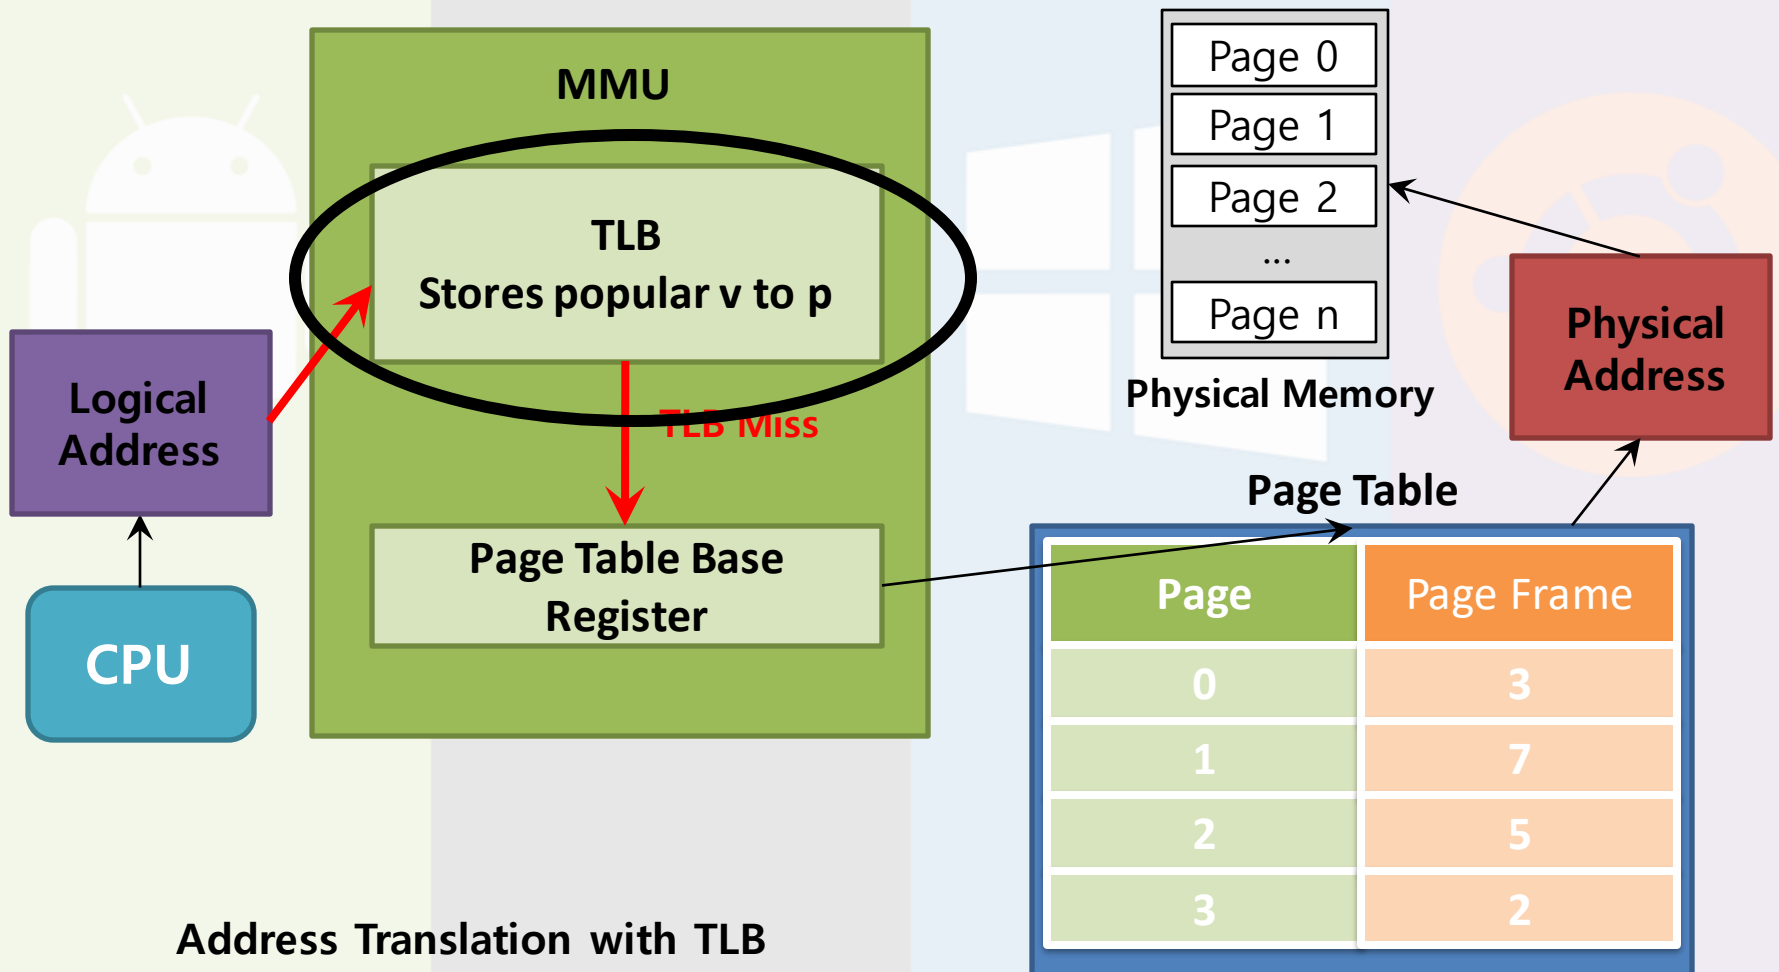 MMU
TLB
Stores popular v to p
TLB Miss
Page Table Base
Register
Logical
Address
CPU
Page 0
Page 1
Page 2
...
Page n
Physical Memory
Physical
Address
Page Table
Page Page Frame
0 3
1 7
2 5
3 2
Address Translation with TLB